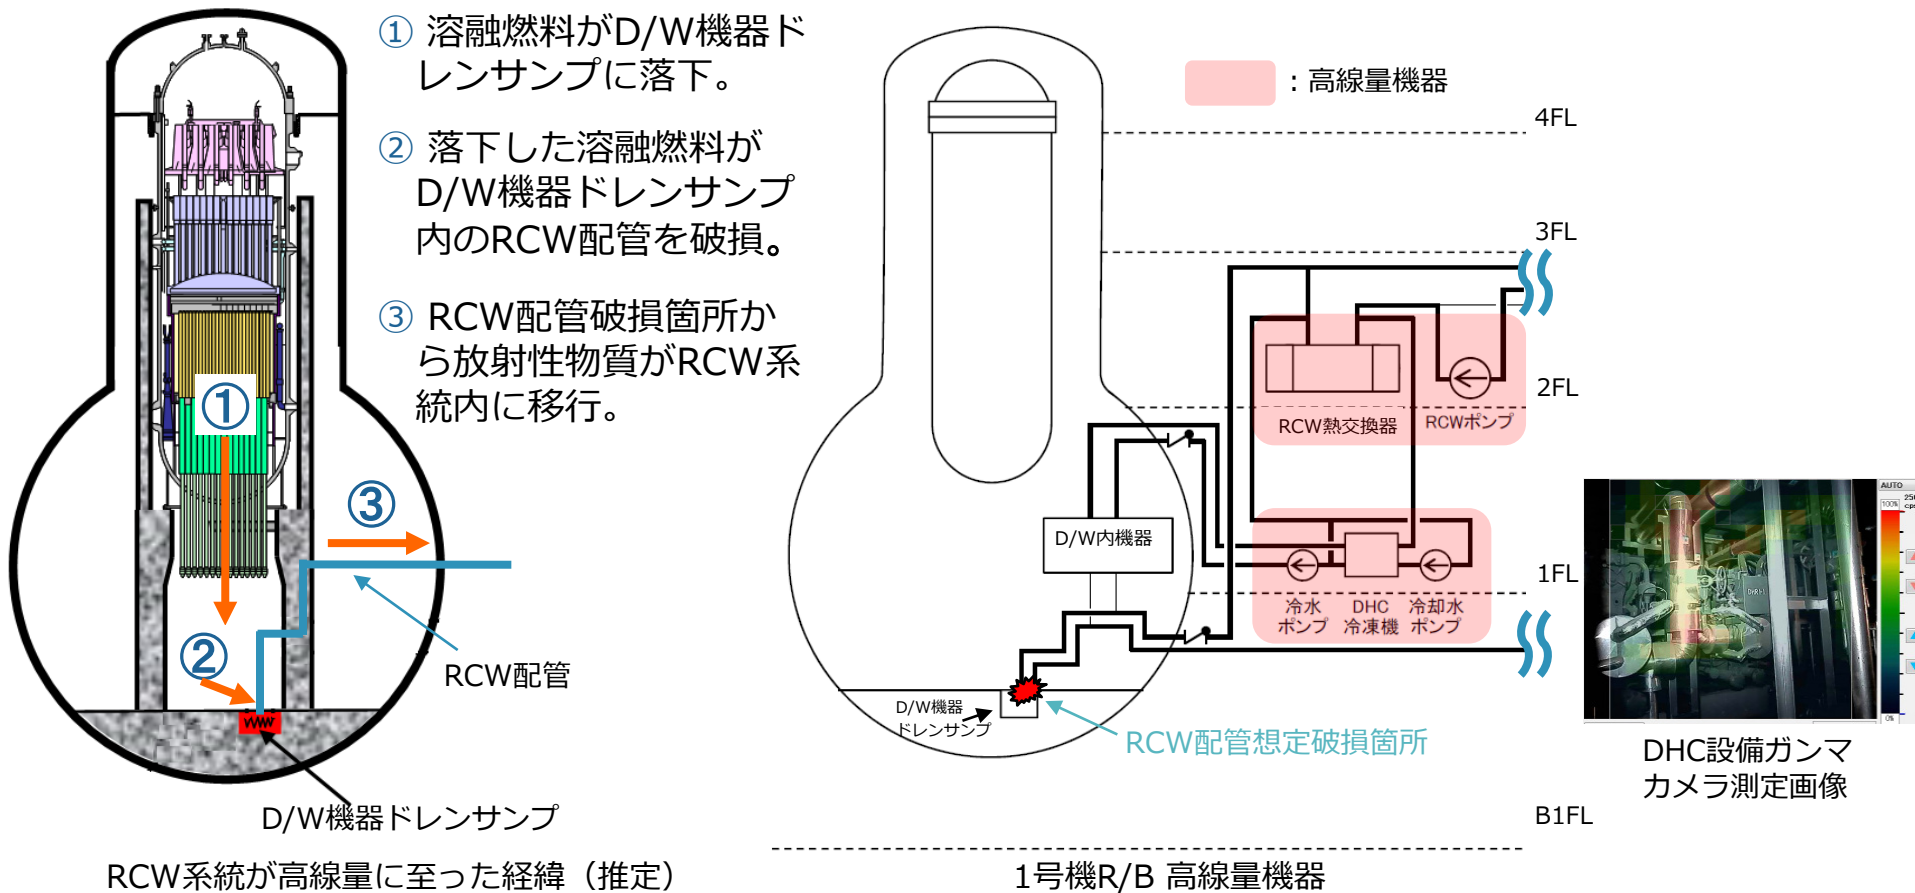 ① 溶融燃料がD/W機器ド
レンサンプに落下。
② 落下した溶融燃料が
D/W機器ドレンサンプ
内のRCW配管を破損。
③ RCW配管破損箇所か
ら放射性物質がRCW系
統内に移行。
①
③
②
RCW配管
D/W機器ドレンサンプ
RCW系統が高線量に至った経緯（推定）
：高線量機器
4FL
3FL
2FL
RCW熱交換器
RCWポンプ
D/W内機器
1FL
冷水
ポンプ
DHC
冷凍機
冷却水
ポンプ
D/W機器
ドレンサンプ
RCW配管想定破損箇所
B1FL
1号機R/B 高線量機器
AUTO
100%
0%
DHC設備ガンマ
カメラ測定画像